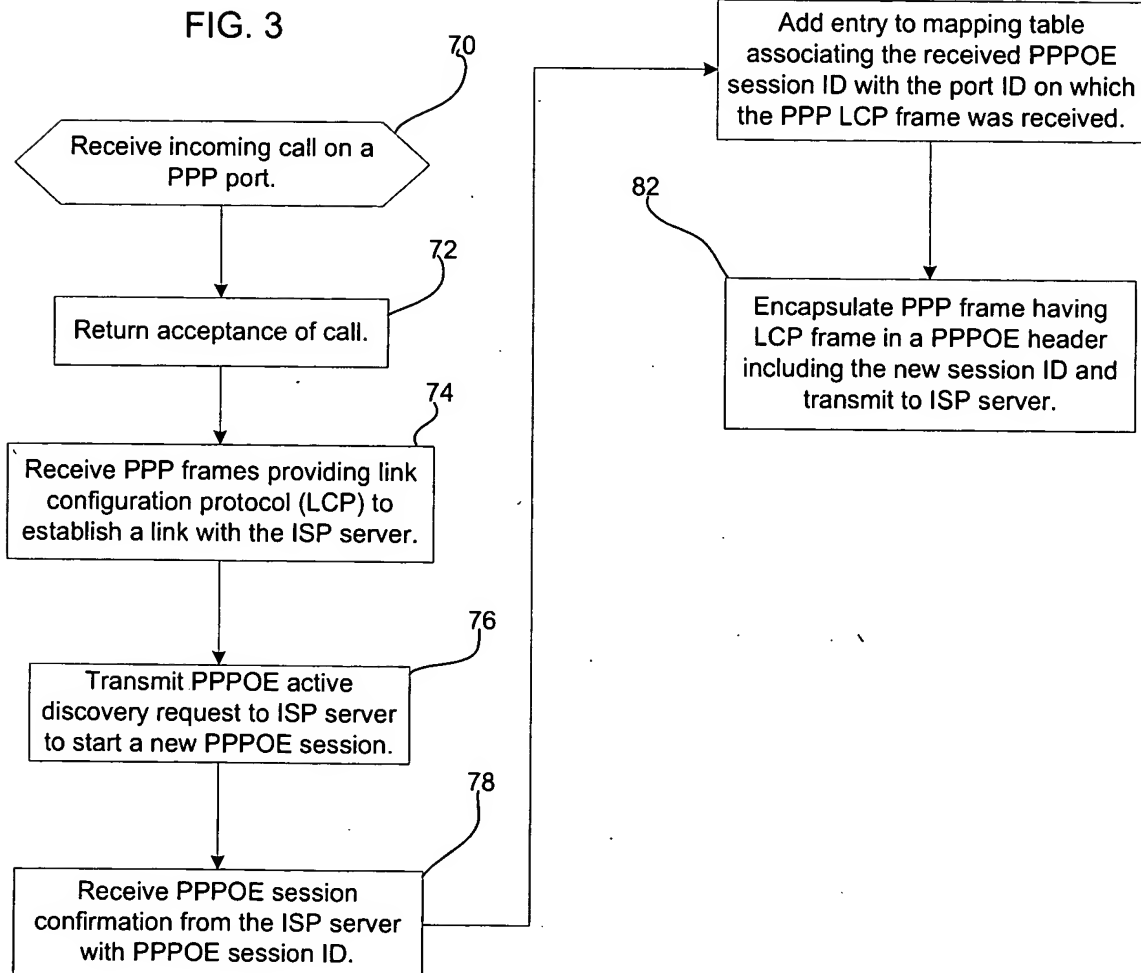 FIG. 3
70
Receive incoming call on a
PPP port.
72
Return acceptance of call.
74
Receive PPP frames providing link
configuration protocol (LCP) to
establish a link with the ISP server.
76
Transmit PPPOE active
discovery request to ISP server
to start a new PPPOE session.
78
Receive PPPOE session
confirmation from the ISP server
with PPPOE session ID.
Add entry to mapping table
associating the received PPPOE
session ID with the port ID on which
the PPP LCP frame was received.
82
Encapsulate PPP frame having
LCP frame in a PPPOE header
including the new session ID and
transmit to ISP server.